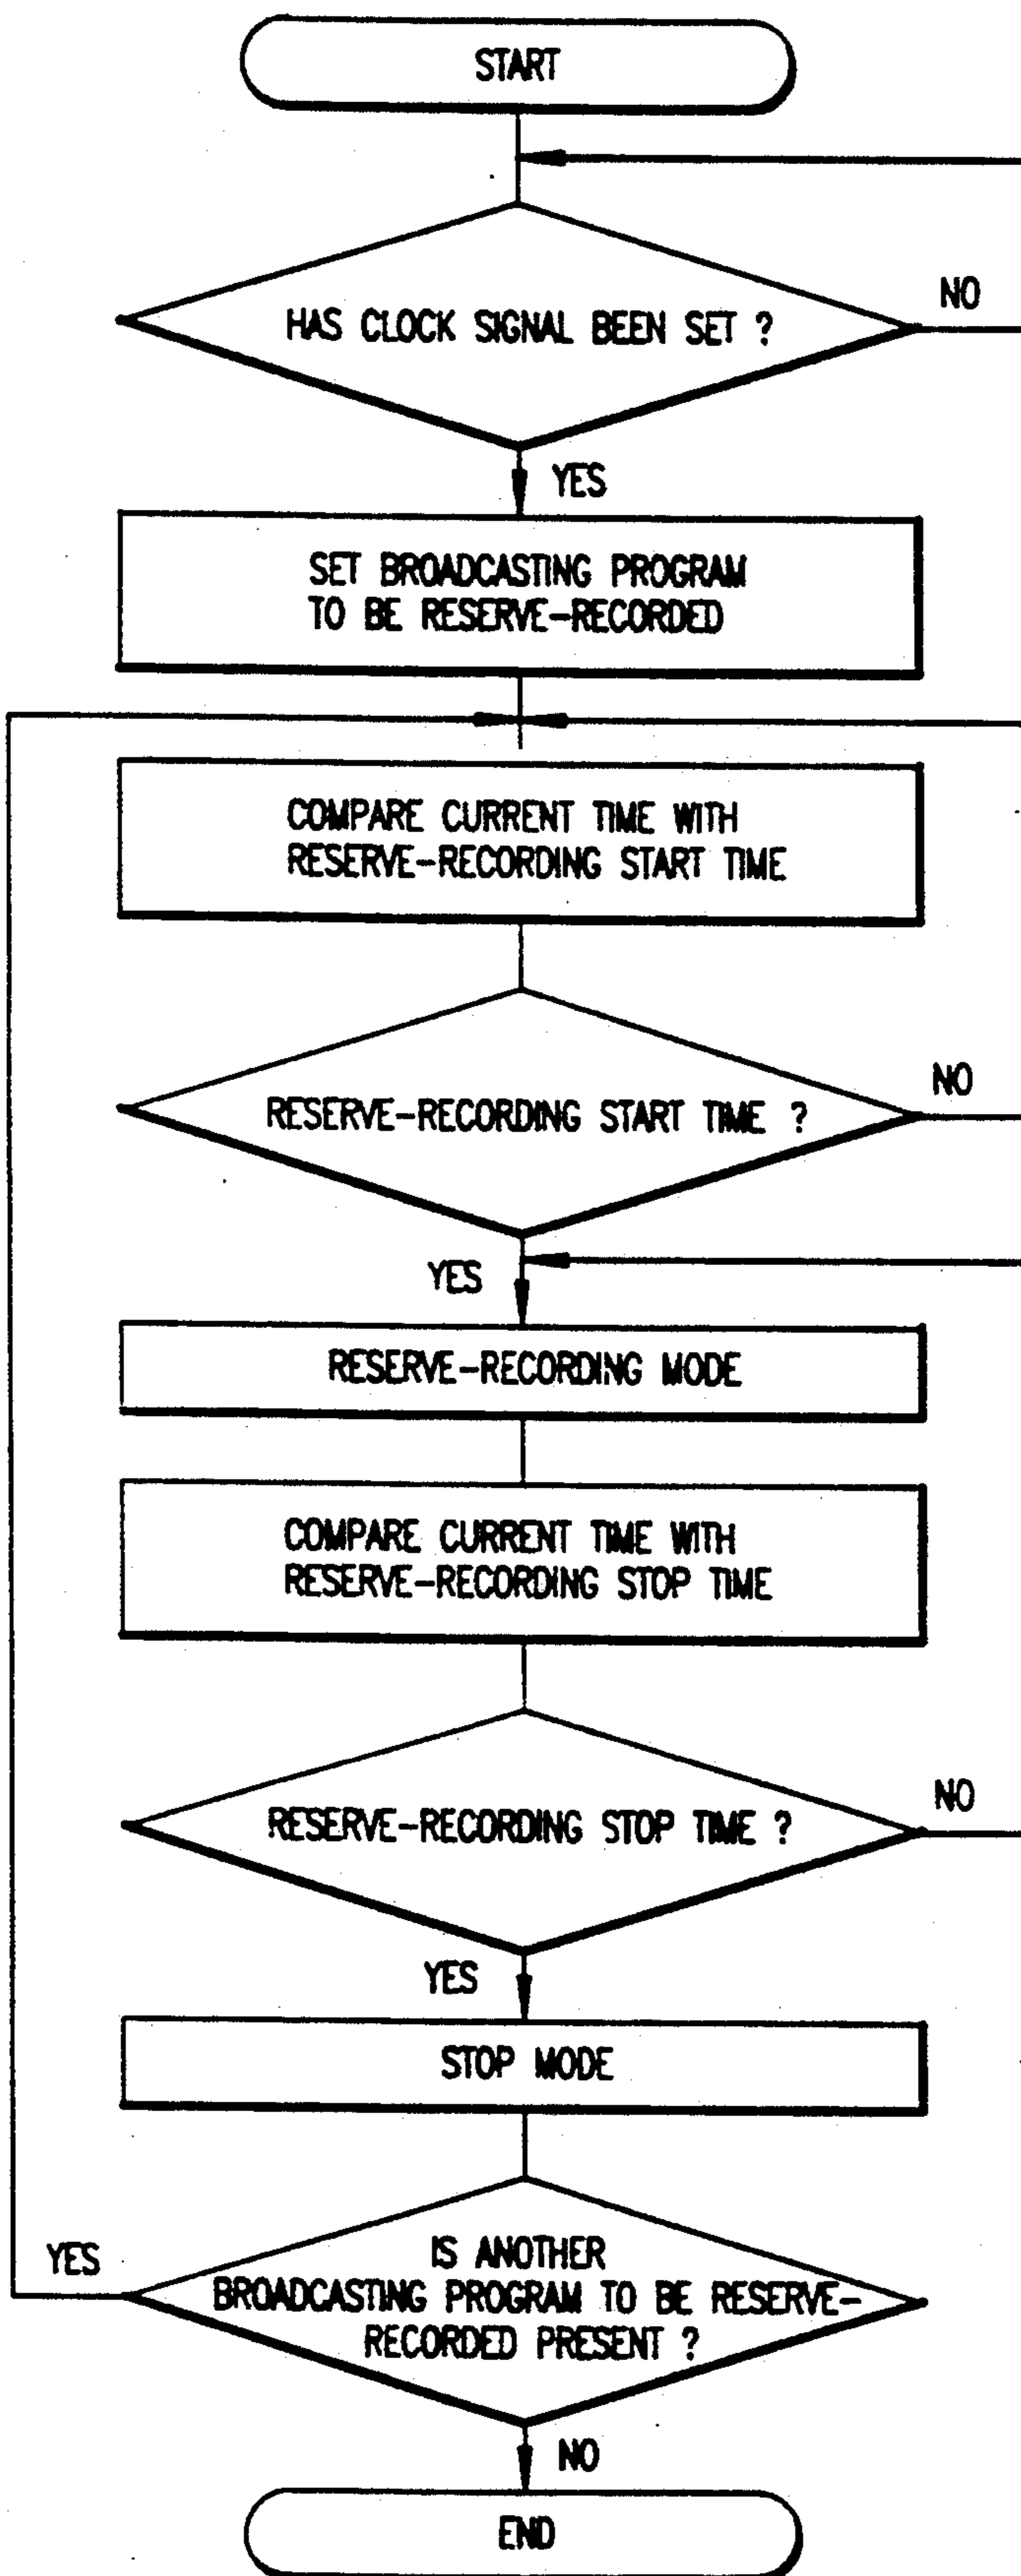 START
HAS CLOCK SIGNAL BEEN SET ?
NO
YES
SET BROADCASTING PROGRAM
TO BE RESERVE-RECORDED
COMPARE CURRENT TIME WITH
RESERVE-RECORDING START TIME
RESERVE-RECORDING START TIME ?
NO
YES
RESERVE-RECORDING MODE
COMPARE CURRENT TIME WITH
RESERVE-RECORDING STOP TIME
RESERVE-RECORDING STOP TIME ?
NO
YES
STOP MODE
YES
IS ANOTHER
BROADCASTING PROGRAM TO BE RESERVE-
RECORDED PRESENT ?
NO
END